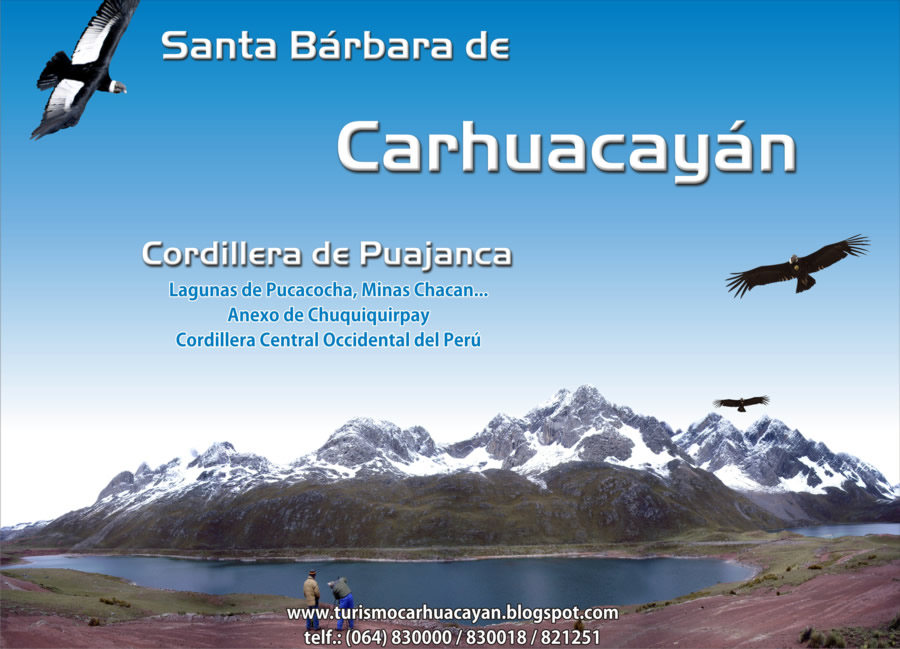 Santa Bárbara de
Carhuacayán
Cordillera de Puajanca
Lagunas de Pucacocha, Minas Chacan...
Anexo de Chuquiquirpay
Cordillera Central Occidental del Perú
www.turismocarhuacayan.blogspot.com
telf.: (064) 830000 / 830018 / 821251